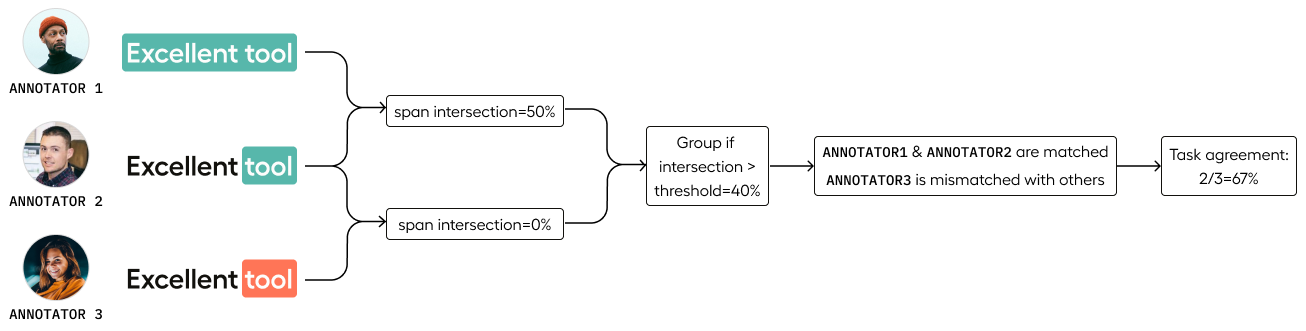 Excellent tool
ANNOTATOR 1
span intersection=50%
Excellent tool
ANNOTATOR 2
span intersection=0%
Excellent tool
ANNOTATOR 3
Group if
intersection >
threshold=40%
ANNOTATOR1 & ANNOTATOR2 are matched
ANNOTATOR3 is mismatched with others
Task agreement:
2/3=67%